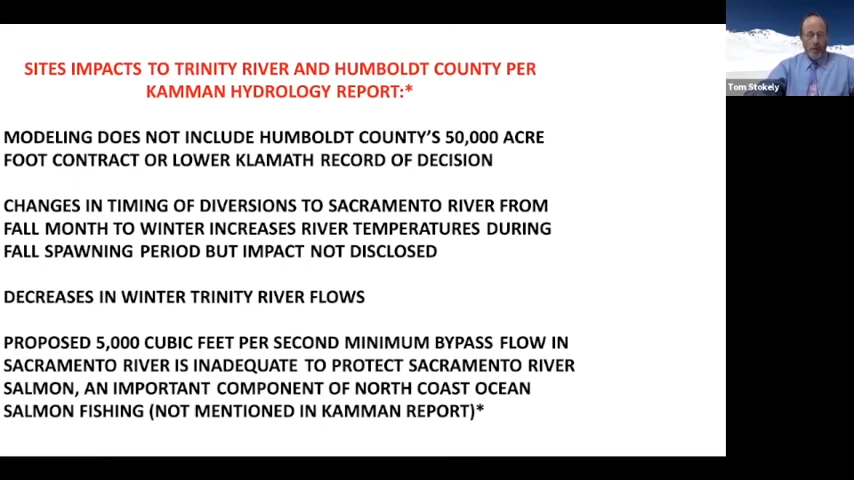 SITES IMPACTS TO TRINITY RIVER AND HUMBOLDT COUNTY PER
KAMMAN HYDROLOGY REPORT:*
MODELING DOES NOT INCLUDE HUMBOLDT COUNTY'S 50,000 ACRE
FOOT CONTRACT OR LOWER KLAMATH RECORD OF DECISION
CHANGES IN TIMING OF DIVERSIONS TO SACRAMENTO RIVER FROM
FALL MONTH TO WINTER INCREASES RIVER TEMPERATURES DURING
FALL SPAWNING PERIOD BUT IMPACT NOT DISCLOSED
DECREASES IN WINTER TRINITY RIVER FLOWS
PROPOSED 5,000 CUBIC FEET PER SECOND MINIMUM BYPASS FLOW IN
SACRAMENTO RIVER IS INADEQUATE TO PROTECT SACRAMENTO RIVER
SALMON, AN IMPORTANT COMPONENT OF NORTH COAST OCEAN
SALMON FISHING (NOT MENTIONED IN KAMMAN REPORT)*
Tom Stokely